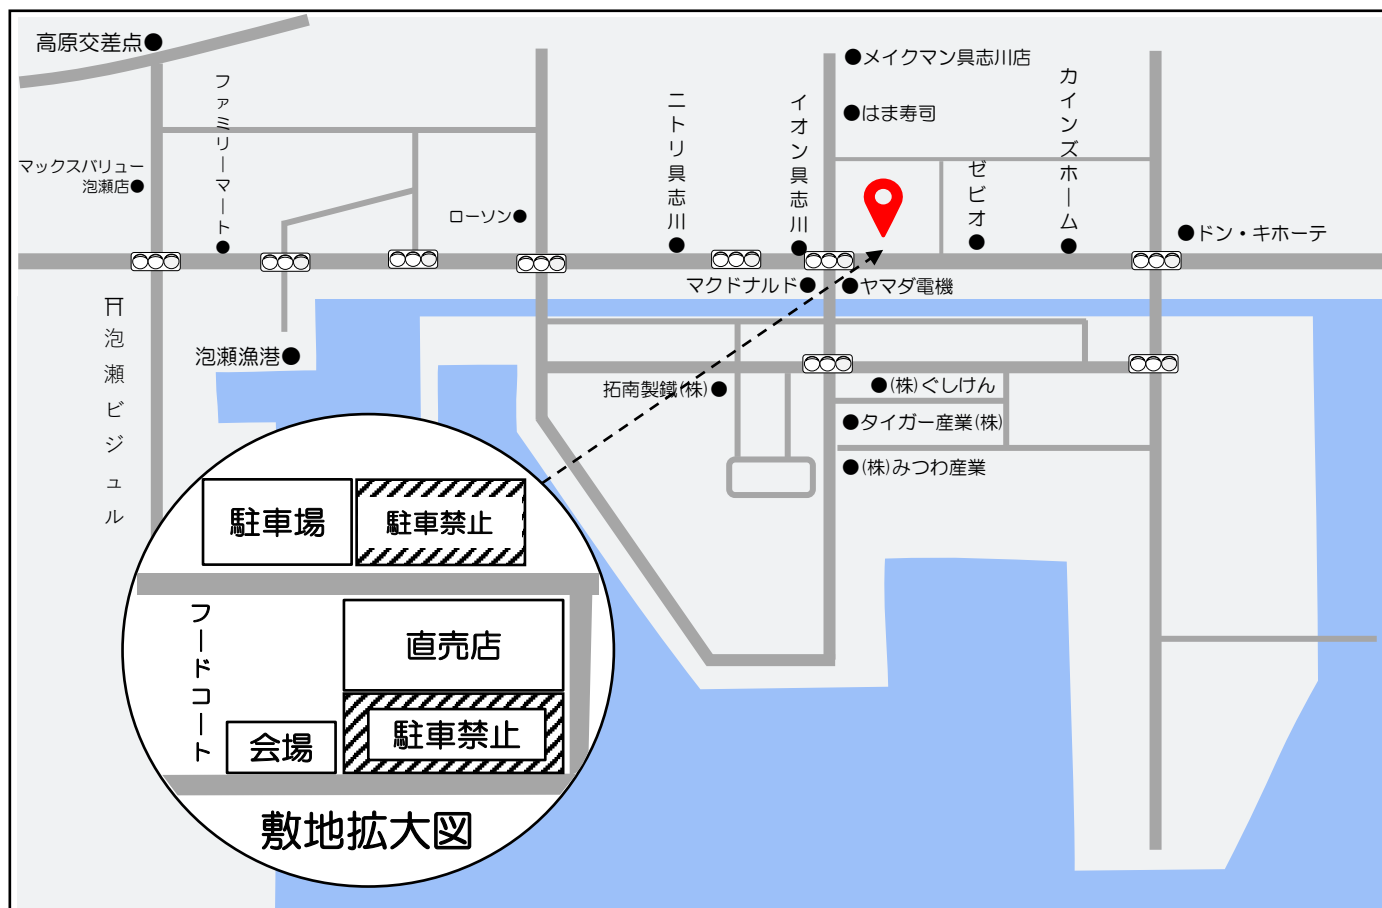 高原交差点
メイクマン具志川店
カインズホーム
ファミリーマート
ニトリ具志川
イオン具志川
はま寿司
マックスバリュー
泡瀬店
ゼビオ
ローソン
ドン・キホーテ
マクドナルド
ヤマダ電機
泡瀬ビジュル
泡瀬漁港
拓南製鐵(株)
(株)ぐしけん
タイガー産業(株)
(株)みつわ産業
駐車場
駐車禁止
フードコート
直売店
会場
駐車禁止
敷地拡大図